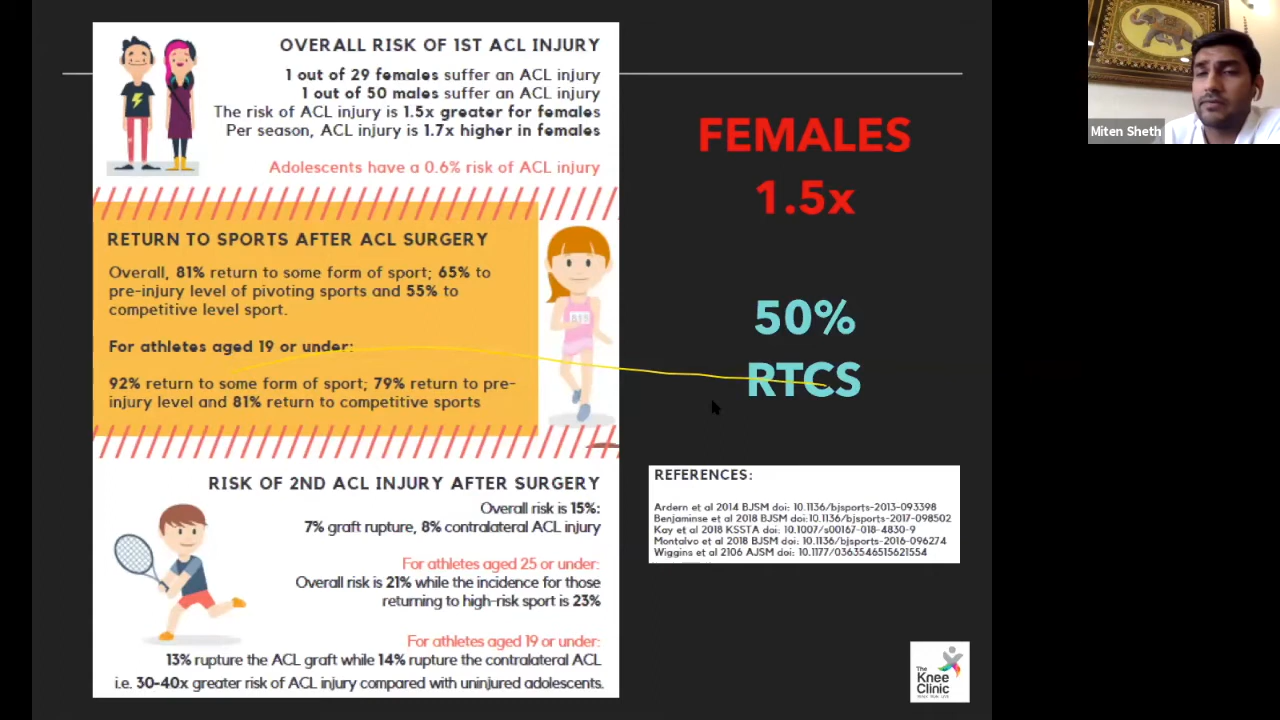 OVERALL RISK OF 1ST ACL INJURY
1 out of 29 females suffer an ACL injury
1 out of 50 males suffer an ACL injury
The risk of ACL injury is 1.5x greater for females
Per season, ACL injury is 1.7x higher in females
Adolescents have a 0.6% risk of ACL injury
RETURN TO SPORTS AFTER ACL SURGERY
Overall, 81% return to some form of sport; 65% to
pre-injury level of pivoting sports and 55% to
competitive level sport.
For athletes aged 19 or under:
92% return to some form of sport; 79% return to pre-
injury level and 81% return to competitive sports
RISK OF 2ND ACL INJURY AFTER SURGERY
Overall risk is 15%:
7% graft rupture, 8% contralateral ACL injury
For athletes aged 25 or under:
Overall risk is 21% while the incidence for those
returning to high-risk sport is 23%
For athletes aged 19 or under:
13% rupture the ACL graft while 14% rupture the contralateral ACL
i.e. 30-40x greater risk of ACL injury compared with uninjured adolescents.
FEMALES
1.5x
50%
RTCS
REFERENCES:
Ardern et al 2014 BJSM doi: 10.1136/bjsports-2013-093398
Benjaminse et al 2018 BJSM doi:10.1136/bjsports-2017-098502
Kay et al 2018 KSSTA doi: 10.1007/s00167-018-4830-9
Montalvo et al 2018 BJSM doi: 10.1136/bjsports-2016-096274
Wiggins et al 2106 AJSM doi: 10.1177/0363546515621554
The
Knee
Clinic
Miten Sheth